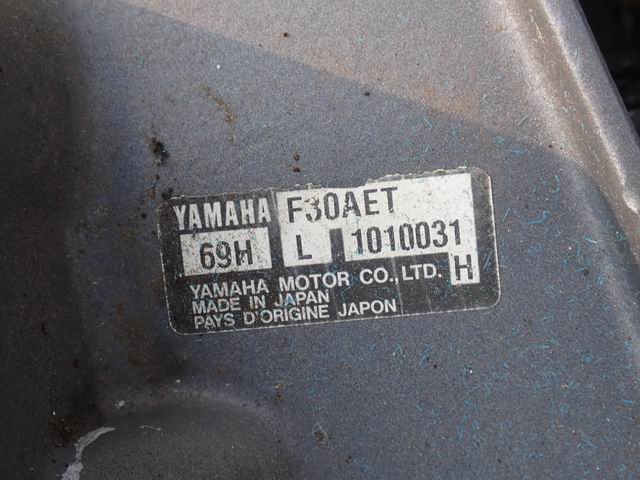 YAMAHA F30AET
69H L 1010031
H
YAMAHA MOTOR CO., LTD.
MADE IN JAPAN
PAYS D'ORIGINE JAPON